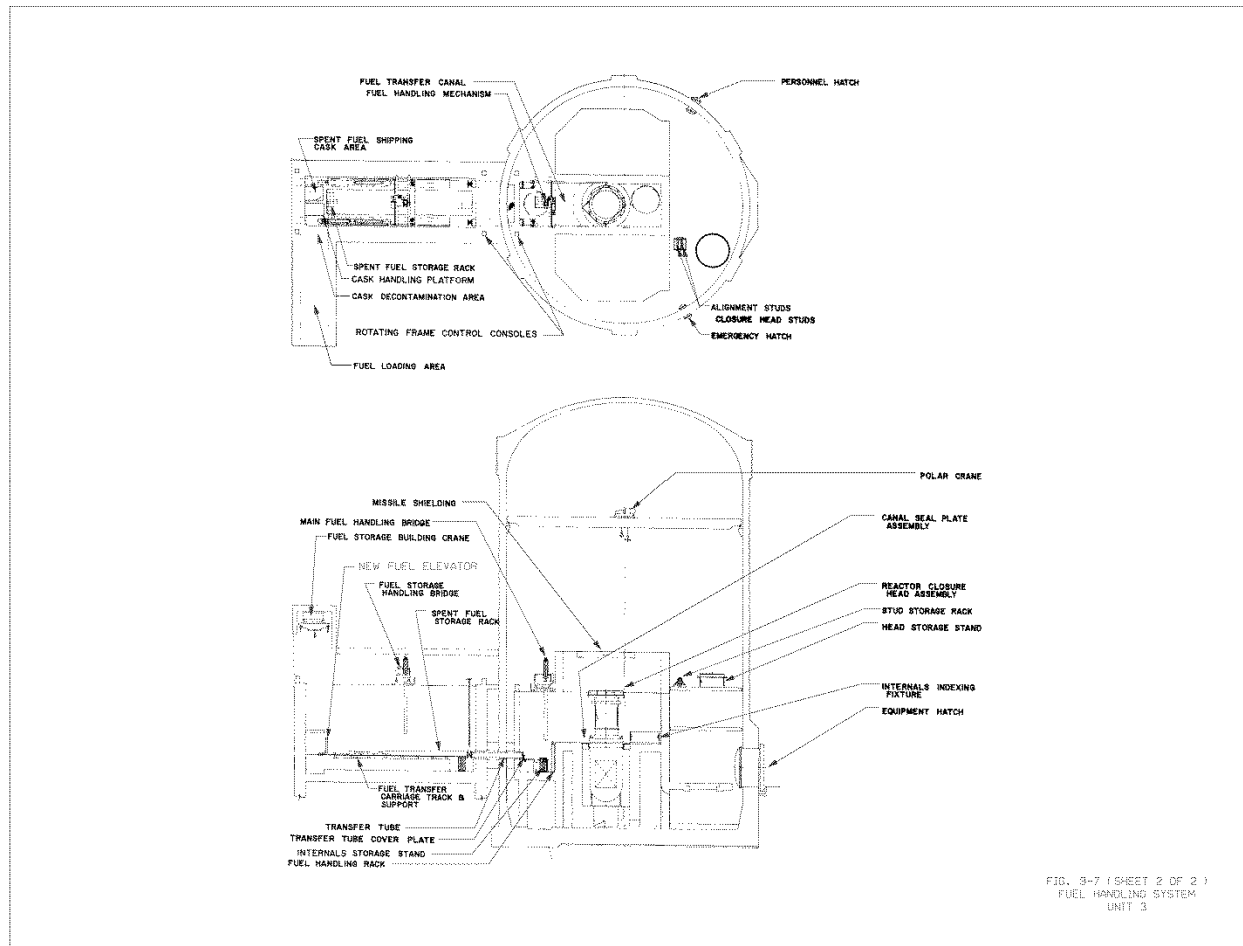 FUEL TRANSFER CANAL
FUEL HANDLING MECHANISM
PERSONNEL HATCH
SPENT FUEL SHIPPING
CASK AREA
SPENT FUEL STORAGE RACK
CASK HANDLING PLATFORM
CASK DECONTAMINATION AREA
ROTATING FRAME CONTROL CONSOLES
FUEL LOADING AREA
ALIGNMENT STUDS
CLOSURE HEAD STUDS
EMERGENCY HATCH
POLAR CRANE
MISSILE SHIELDING
MAIN FUEL HANDLING BRIDGE
FUEL STORAGE BUILDING CRANE
NEW FUEL ELEVATOR
FUEL STORAGE
HANDLING BRIDGE
SPENT FUEL
STORAGE RACK
CANAL SEAL PLATE
ASSEMBLY
REACTOR CLOSURE
HEAD ASSEMBLY
STUD STORAGE RACK
HEAD STORAGE STAND
INTERNALS INDEXING
FIXTURE
EQUIPMENT HATCH
FUEL TRANSFER
CARRIAGE TRACK &
SUPPORT
TRANSFER TUBE
TRANSFER TUBE COVER PLATE
INTERNALS STORAGE STAND
FUEL HANDLING RACK
FIG. 9-7 (SHEET 2 OF 2)
FUEL HANDLING SYSTEM
UNIT 3